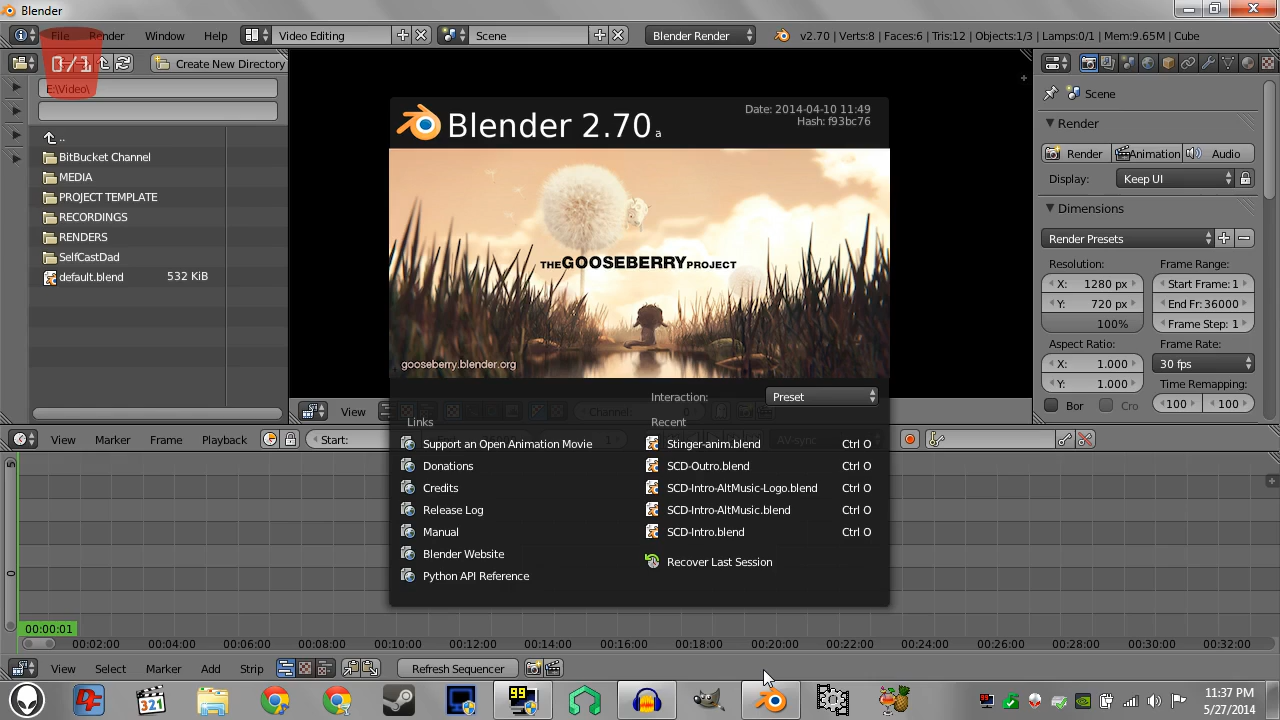 Blender
File Render Window Help Video Editing Scene Blender Render v2.70 | Verts:8 | Faces:6 | Tris:12 | Objects:1/3 | Lamps:0/1 | Mem:9.65M | Cube
0/1
Create New Directory
E:\Video\
..
BitBucket Channel
MEDIA
PROJECT TEMPLATE
RECORDINGS
RENDERS
SelfCastDad
default.blend 532 KiB
Blender 2.70 a
Date: 2014-04-10 11:49
Hash: f93bc76
THE GOOSEBERRY PROJECT
gooseberry.blender.org
Interaction: Preset
Links
Support an Open Animation Movie
Donations
Credits
Release Log
Manual
Blender Website
Python API Reference
Recent
Stinger-anim.blend Ctrl O
SCD-Outro.blend Ctrl O
SCD-Intro-AltMusic-Logo.blend Ctrl O
SCD-Intro-AltMusic.blend Ctrl O
SCD-Intro.blend Ctrl O
Recover Last Session
Scene
Render
Render Animation Audio
Display: Keep UI
Dimensions
Render Presets
Resolution: Frame Range:
X: 1280 px Start Frame: 1
Y: 720 px End Fr: 36000
100% Frame Step: 1
Aspect Ratio: Frame Rate:
X: 1.000 30 fps
Y: 1.000 Time Remapping:
Bor Cro 100 100
View Channel: 0
View Marker Frame Playback Start: 1 AV-sync
0
00:00:01
00:02:00 00:04:00 00:06:00 00:08:00 00:10:00 00:12:00 00:14:00 00:16:00 00:18:00 00:20:00 00:22:00 00:24:00 00:26:00 00:28:00 00:30:00 00:32:00
View Select Marker Add Strip Refresh Sequencer
321
99
11:37 PM
5/27/2014